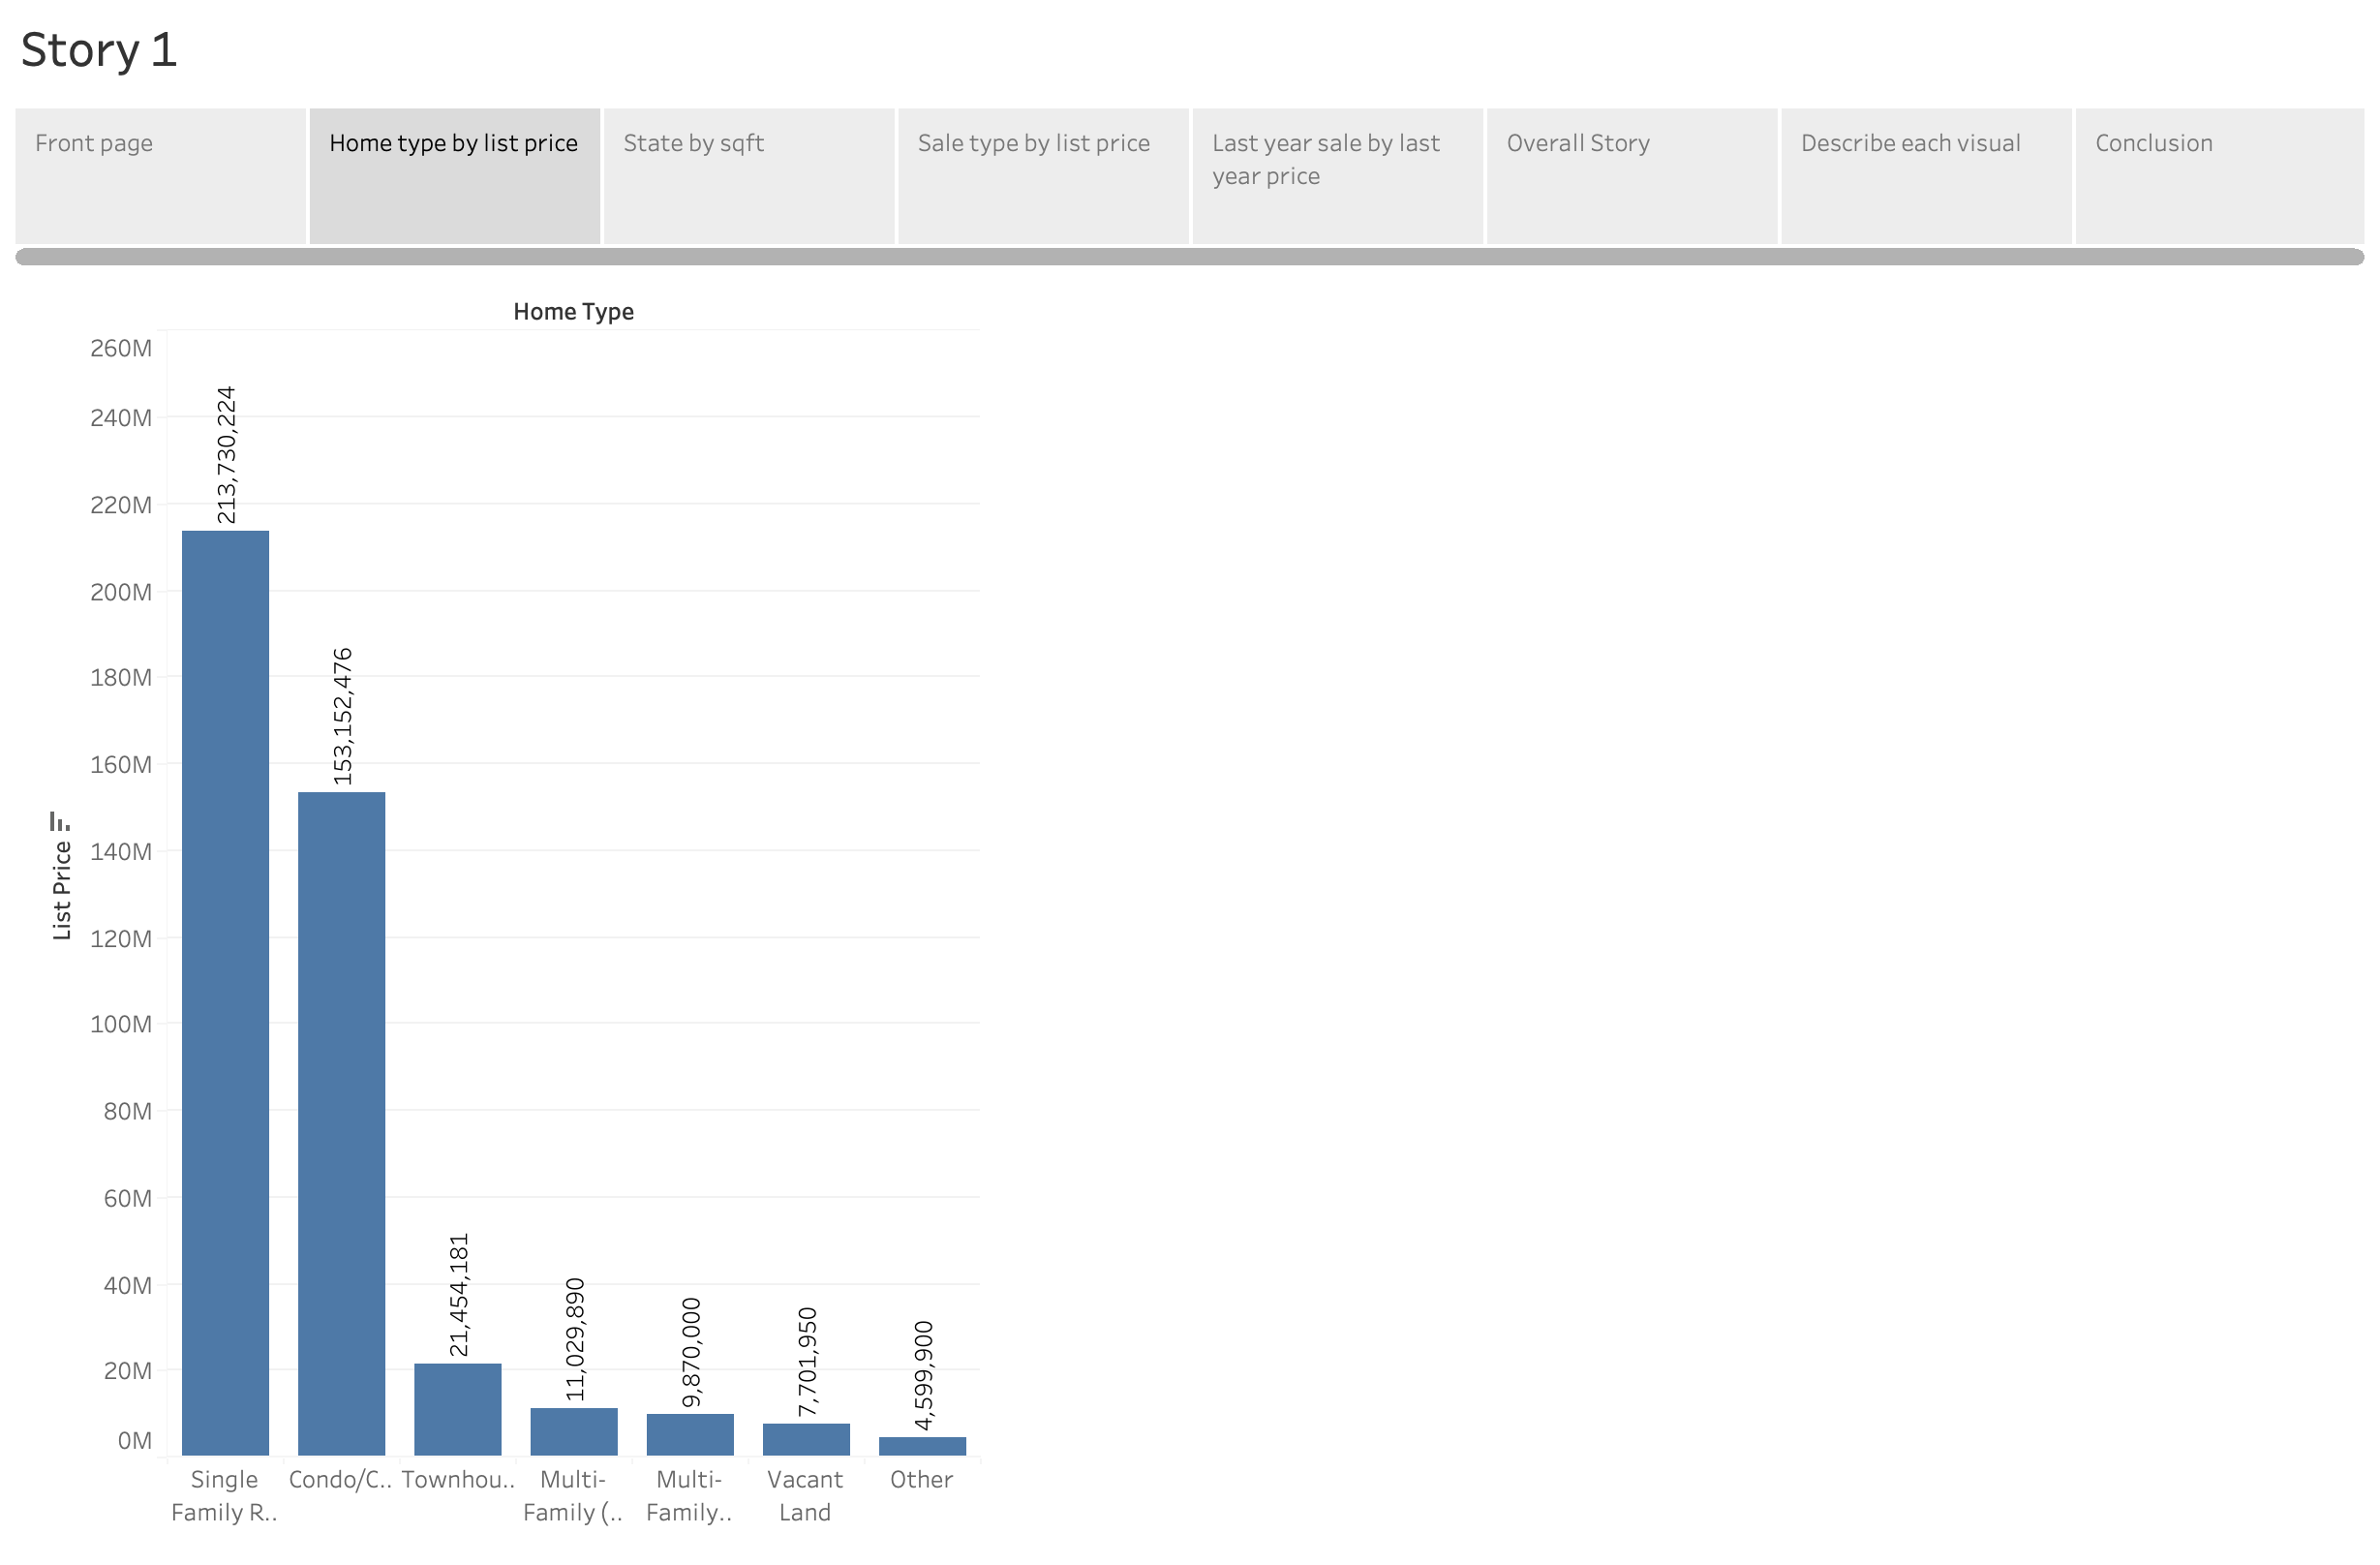 Story 1
Front page
Home type by list price
State by sqft
Sale type by list price
Last year sale by last
year price
Overall Story
Describe each visual
Conclusion
Home Type
260M
240M
220M
200M
180M
160M
140M
120M
100M
80M
60M
40M
20M
0M
List Price
213,730,224
153,152,476
21,454,181
11,029,890
9,870,000
7,701,950
4,599,900
Single
Family R..
Condo/C..
Townhou..
Multi-
Family (..
Multi-
Family..
Vacant
Land
Other